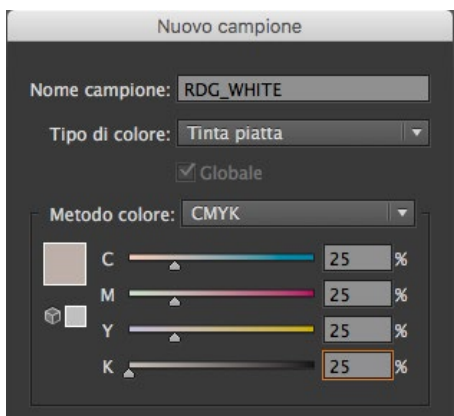 Nuovo campione
Nome campione: RDG_WHITE
Tipo di colore: Tinta piatta
Globale
Metodo colore: CMYK
C 25 %
M 25 %
Y 25 %
K 25 %